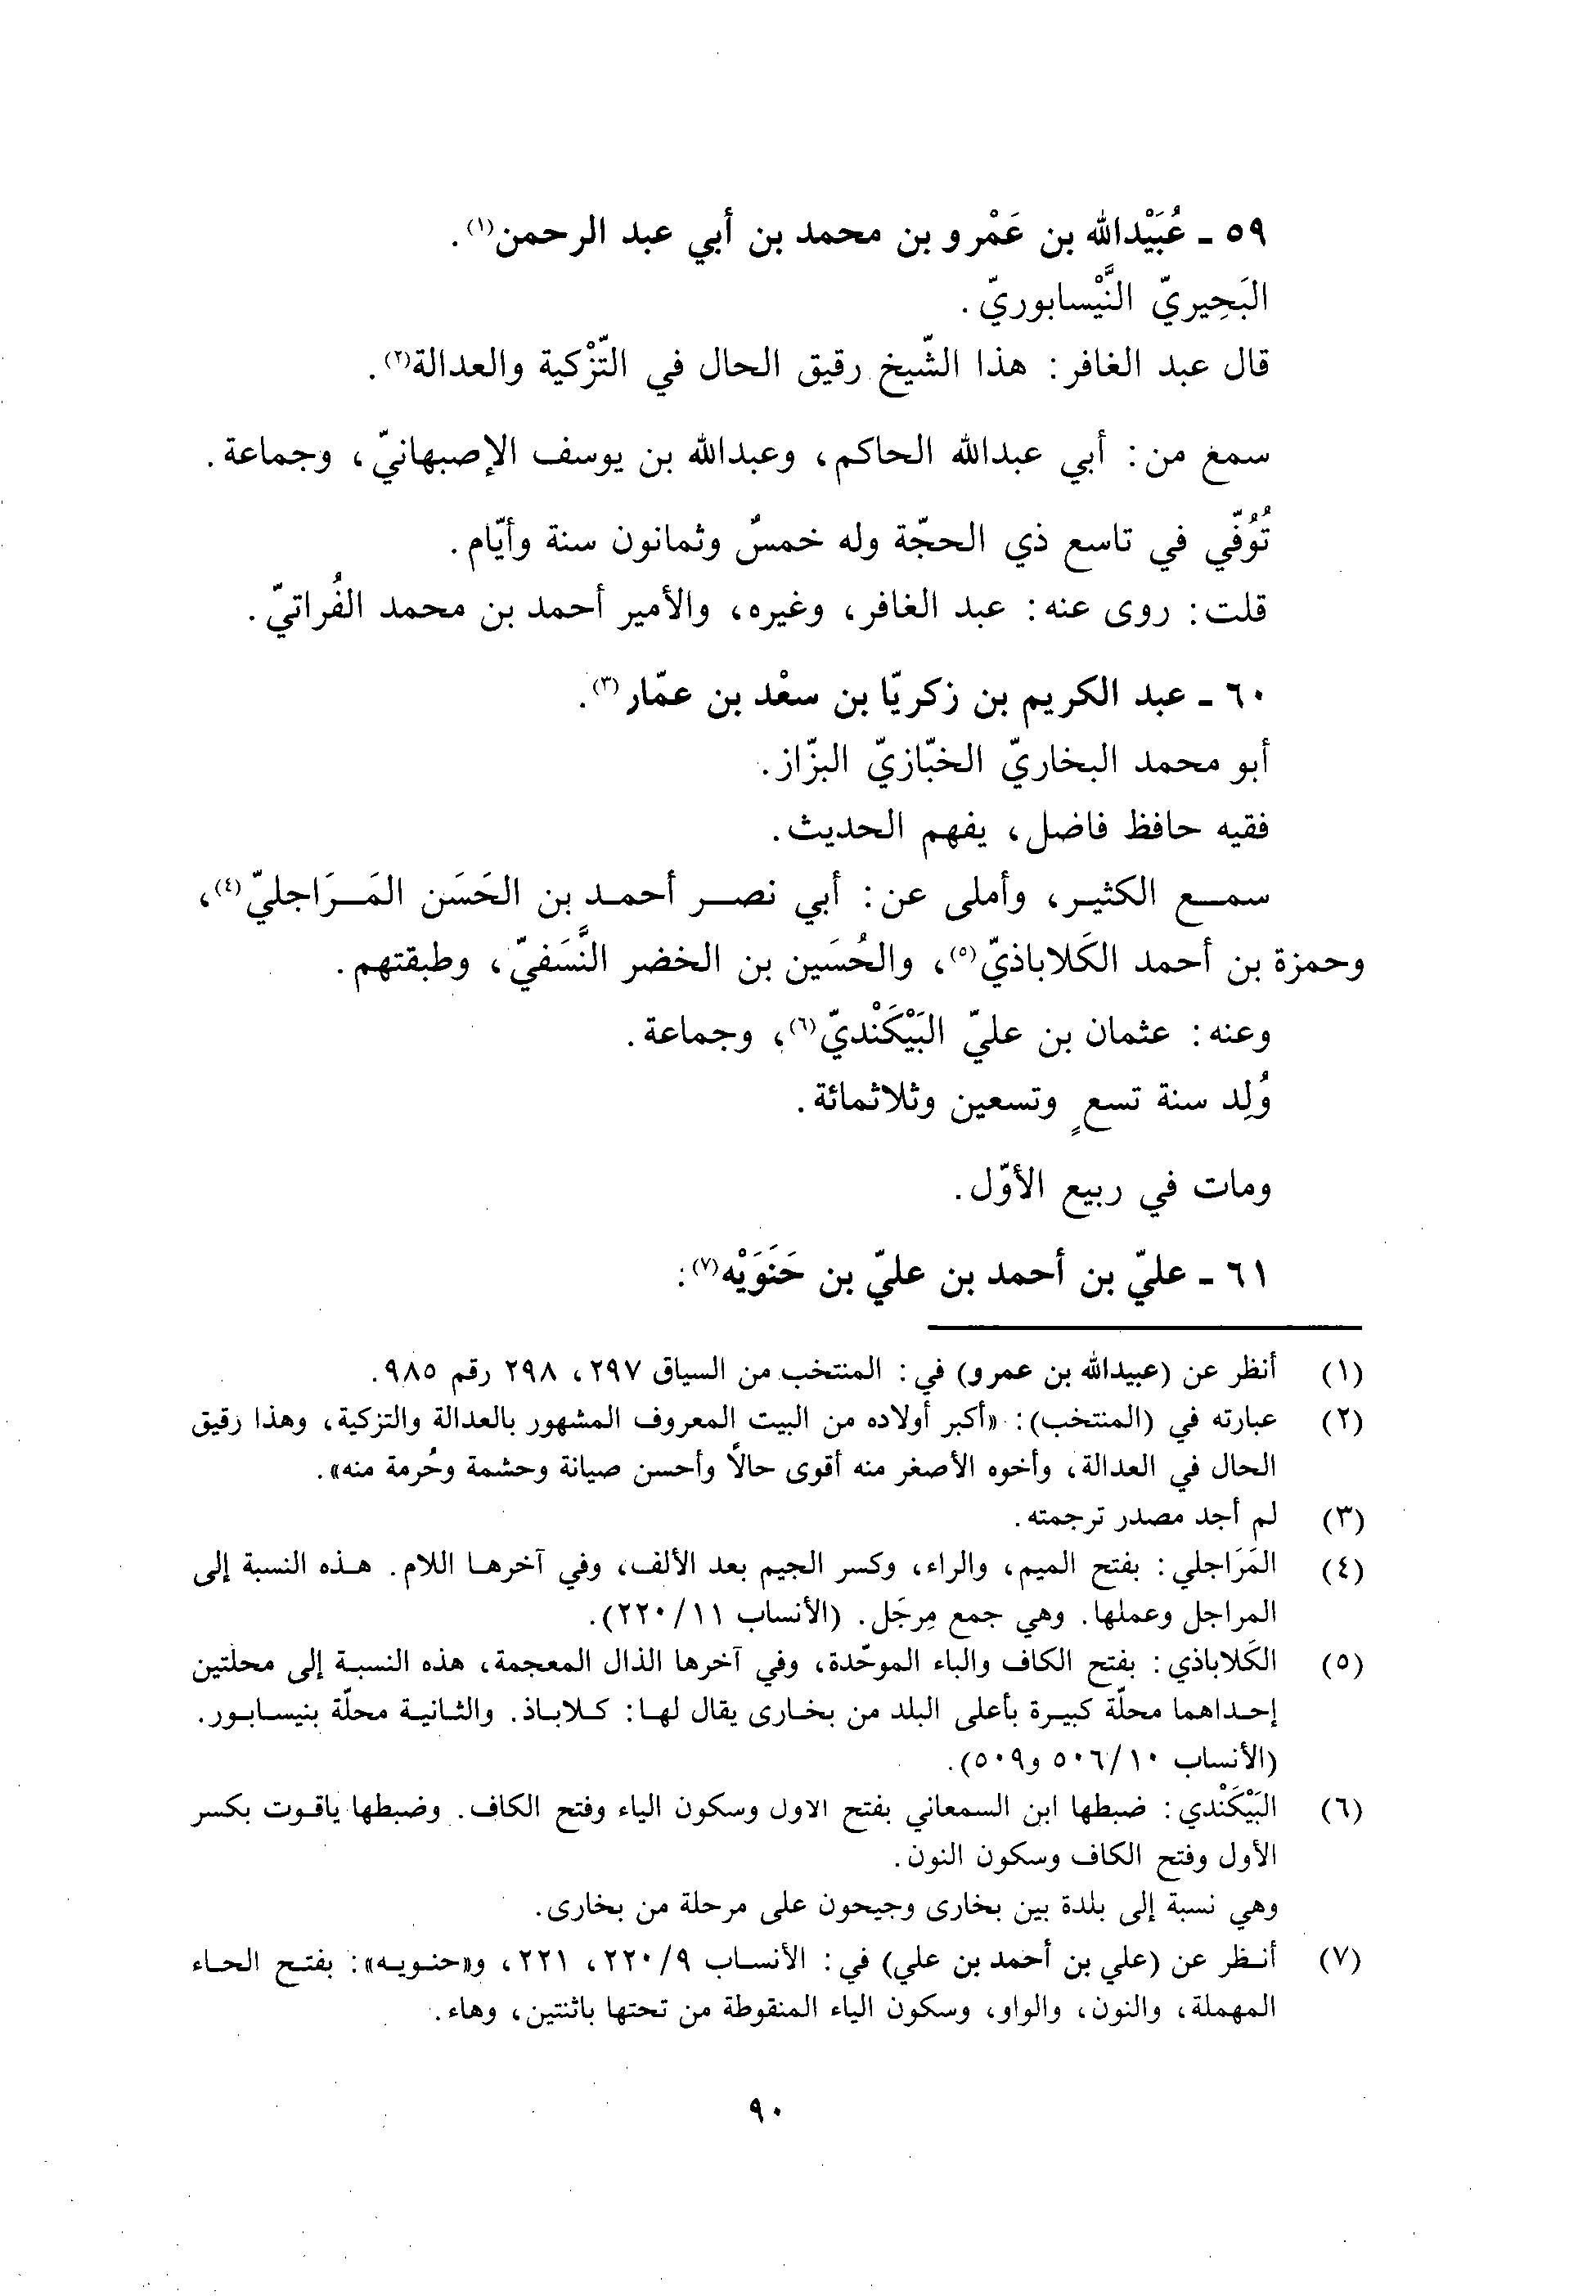 ٥٩ ـ عُبَيْدالله بن عَمْرو بن محمد بن أبي عبد الرحمن(١).
البَحِيريّ النَّيْسابوريّ.
قال عبد الغافر: هذا الشّيخ رقيق الحال في التّزْكية والعدالة(٢).
سمع من: أبي عبدالله الحاكم، وعبدالله بن يوسف الإصبهانيّ، وجماعة.
تُوُفّي في تاسع ذي الحجّة وله خمسٌ وثمانون سنة وأيّام.
قلت: روى عنه: عبد الغافر، وغيره، والأمير أحمد بن محمد الفُراتيّ.
٦٠ ـ عبد الكريم بن زكريّا بن سعْد بن عمّار(٣).
أبو محمد البخاريّ الخبّازيّ البزّاز.
فقيه حافظ فاضل، يفهم الحديث.
سمع الكثير، وأملى عن: أبي نصر أحمد بن الحَسَن المَرَاجليّ(٤)،
وحمزة بن أحمد الكَلاباذيّ(٥)، والحُسَين بن الخضر النَّسَفيّ، وطبقتهم.
وعنه: عثمان بن عليّ البَيْكَنْديّ(٦)، وجماعة.
وُلِد سنة تسعٍ وتسعين وثلاثمائة.
ومات في ربيع الأوّل.
٦١ ـ عليّ بن أحمد بن عليّ بن حَنَوَيْه(٧):
(١) أنظر عن (عبيدالله بن عمرو) في: المنتخب من السياق ٢٩٧، ٢٩٨ رقم ٩٨٥.
(٢) عبارته في (المنتخب): «أكبر أولاده من البيت المعروف المشهور بالعدالة والتزكية، وهذا رقيق
الحال في العدالة، وأخوه الأصغر منه أقوى حالاً وأحسن صيانة وحشمة وحُرمة منه».
(٣) لم أجد مصدر ترجمته.
(٤) المَرَاجلي: بفتح الميم، والراء، وكسر الجيم بعد الألف، وفي آخرها اللام. هذه النسبة إلى
المراجل وعملها. وهي جمع مِرجَل. (الأنساب ١١/٢٢٠).
(٥) الكَلاباذي: بفتح الكاف والباء الموحّدة، وفي آخرها الذال المعجمة، هذه النسبة إلى محلتين
إحداهما محلّة كبيرة بأعلى البلد من بخارى يقال لها: كلاباذ. والثانية محلّة بنيسابور.
(الأنساب ١٠/٥٠٦ و٥٠٩).
(٦) البَيْكَنْدي: ضبطها ابن السمعاني بفتح الاول وسكون الياء وفتح الكاف. وضبطها ياقوت بكسر
الأول وفتح الكاف وسكون النون.
وهي نسبة إلى بلدة بين بخارى وجيحون على مرحلة من بخارى.
(٧) أنظر عن (علي بن أحمد بن علي) في: الأنساب ٩/٢٢٠، ٢٢١، و«حنويه»: بفتح الحاء
المهملة، والنون، والواو، وسكون الياء المنقوطة من تحتها باثنتين، وهاء.
٩٠